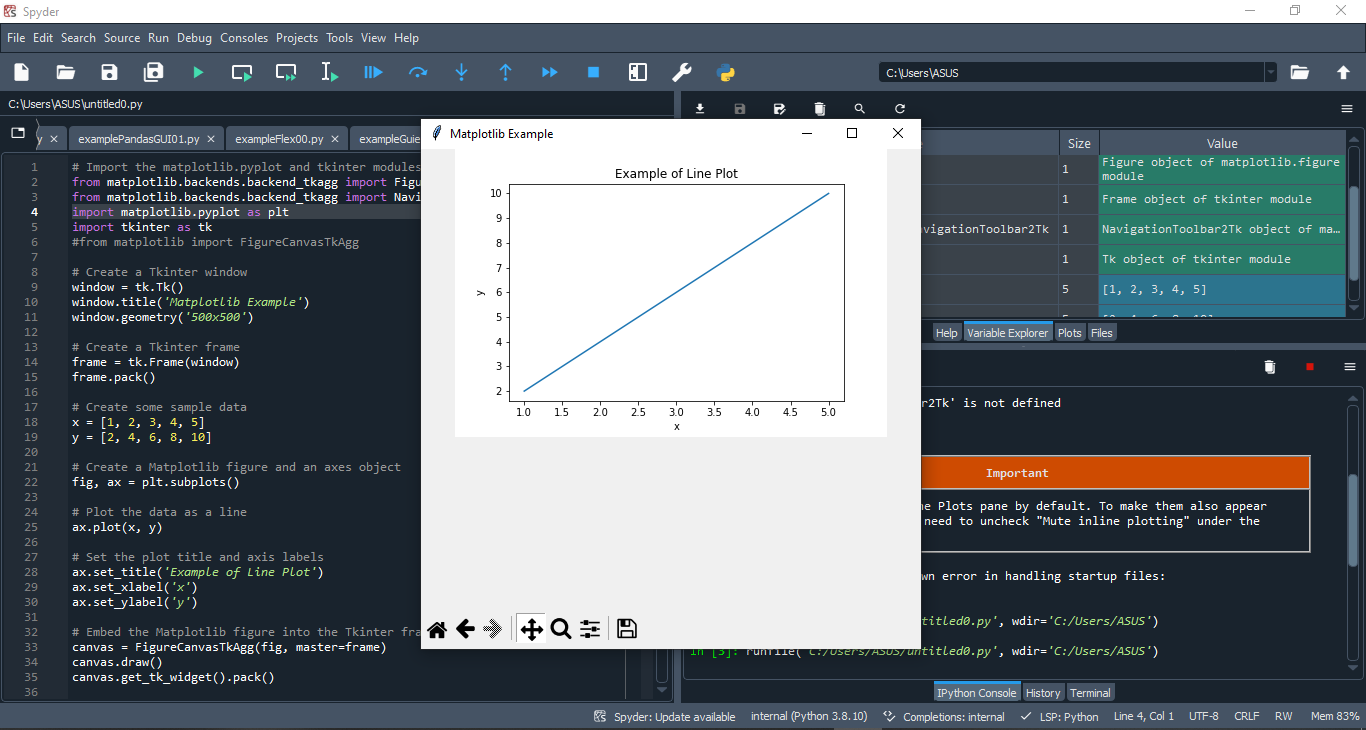 Spyder
File Edit Search Source Run Debug Consoles Projects Tools View Help
C:\Users\ASUS
C:\Users\ASUS\untitled0.py
y
examplePandasGUI01.py
exampleFlex00.py
exampleGuie
1 # Import the matplotlib.pyplot and tkinter modules
2 from matplotlib.backends.backend_tkagg import Figu
3 from matplotlib.backends.backend_tkagg import Navi
4 import matplotlib.pyplot as plt
5 import tkinter as tk
6 #from matplotlib import FigureCanvasTkAgg
7
8 # Create a Tkinter window
9 window = tk.Tk()
10 window.title('Matplotlib Example')
11 window.geometry('500x500')
12
13 # Create a Tkinter frame
14 frame = tk.Frame(window)
15 frame.pack()
16
17 # Create some sample data
18 x = [1, 2, 3, 4, 5]
19 y = [2, 4, 6, 8, 10]
20
21 # Create a Matplotlib figure and an axes object
22 fig, ax = plt.subplots()
23
24 # Plot the data as a line
25 ax.plot(x, y)
26
27 # Set the plot title and axis labels
28 ax.set_title('Example of Line Plot')
29 ax.set_xlabel('x')
30 ax.set_ylabel('y')
31
32 # Embed the Matplotlib figure into the Tkinter fra
33 canvas = FigureCanvasTkAgg(fig, master=frame)
34 canvas.draw()
35 canvas.get_tk_widget().pack()
36
Matplotlib Example
Example of Line Plot
10
9
8
7
6
5
4
3
2
y
1.0 1.5 2.0 2.5 3.0 3.5 4.0 4.5 5.0
x
Size Value
1 Figure object of matplotlib.figure
module
1 Frame object of tkinter module
vigationToolbar2Tk 1 NavigationToolbar2Tk object of ma…
1 Tk object of tkinter module
5 [1, 2, 3, 4, 5]
Help Variable Explorer Plots Files
r2Tk' is not defined
Important
e Plots pane by default. To make them also appear
need to uncheck "Mute inline plotting" under the
wn error in handling startup files:
titled0.py', wdir='C:/Users/ASUS')
In [3]: runfile('C:/Users/ASUS/untitled0.py', wdir='C:/Users/ASUS')
IPython Console History Terminal
Spyder: Update available internal (Python 3.8.10) Completions: internal LSP: Python Line 4, Col 1 UTF-8 CRLF RW Mem 83%